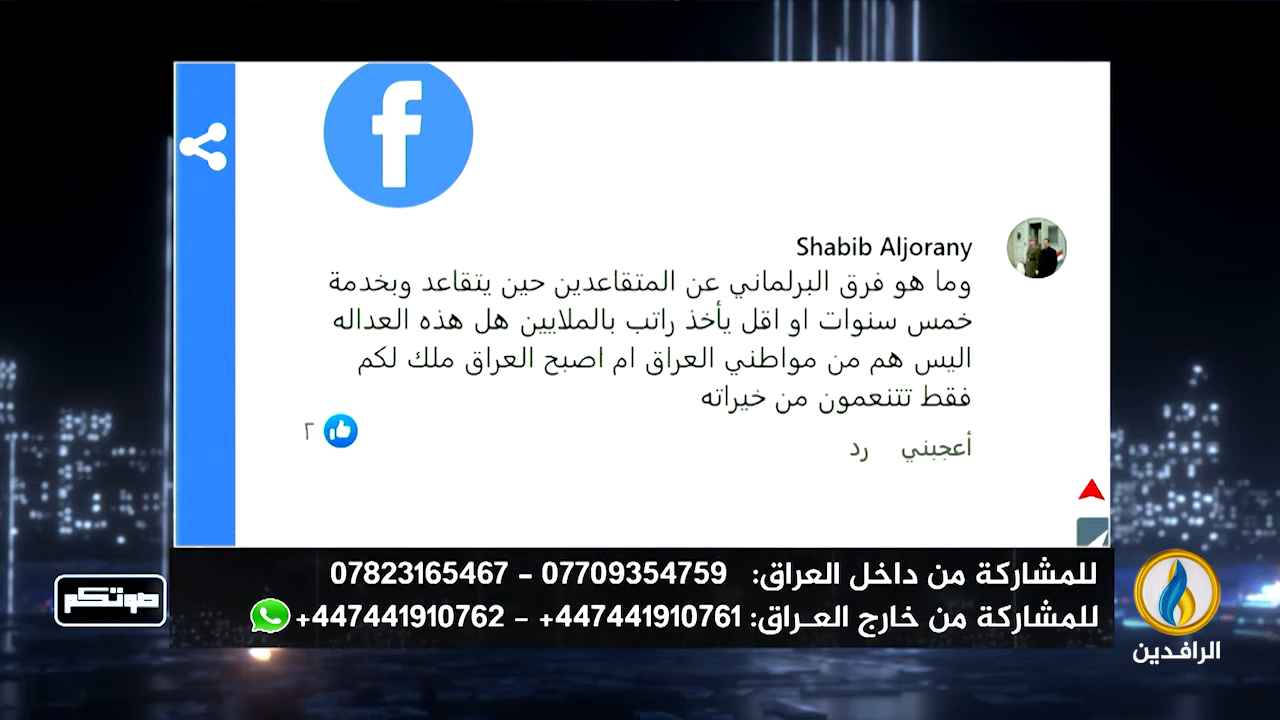 f
Shabib Aljorany
وما هو فرق البرلماني عن المتقاعدين حين يتقاعد وبخدمة
خمس سنوات او اقل يأخذ راتب بالملايين هل هذه العداله
اليس هم من مواطني العراق ام اصبح العراق ملك لكم
فقط تتنعمون من خيراته
٢
أعجبني رد
للمشاركة من داخل العراق: 07709354759 - 07823165467
للمشاركة من خارج العـراق: 447441910761+ - 447441910762+
صوتكم
الرافدين